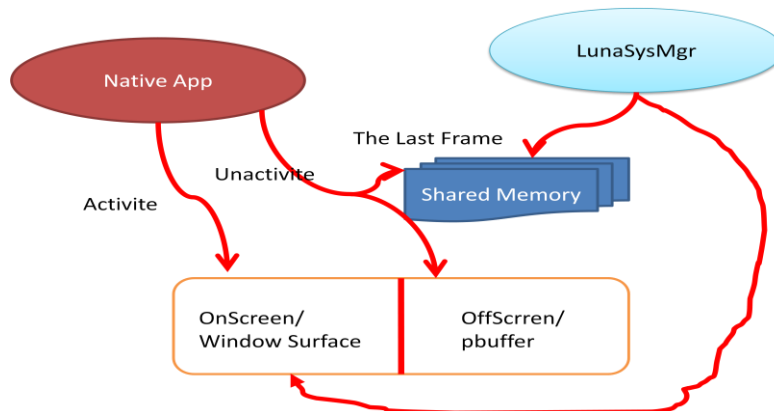 LunaSysMgr
Native App
The Last Frame
Unactivite
Shared Memory
Activite
OnScreen/
Window Surface
OffScrren/
pbuffer